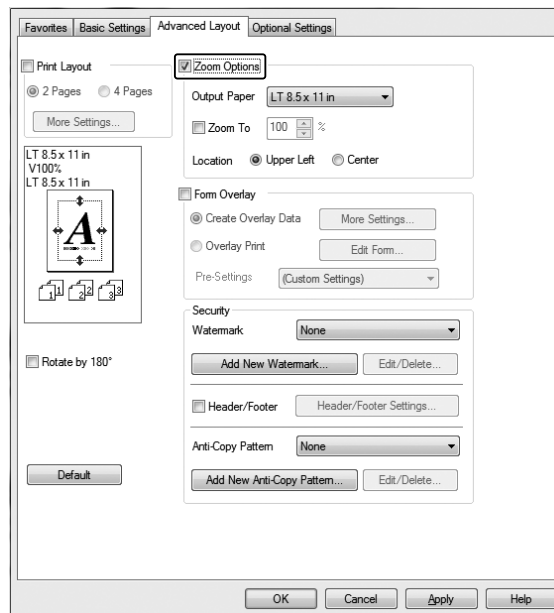 Favorites Basic Settings Advanced Layout Optional Settings
Print Layout
2 Pages 4 Pages
More Settings...
LT 8.5 x 11 in
V100%
LT 8.5 x 11 in
A
1 1 2 2 3 3
Rotate by 180°
Default
Zoom Options
Output Paper LT 8.5 x 11 in
Zoom To 100 %
Location Upper Left Center
Form Overlay
Create Overlay Data More Settings...
Overlay Print Edit Form...
Pre-Settings (Custom Settings)
Security
Watermark None
Add New Watermark... Edit/Delete...
Header/Footer Header/Footer Settings...
Anti-Copy Pattern None
Add New Anti-Copy Pattern... Edit/Delete...
OK Cancel Apply Help